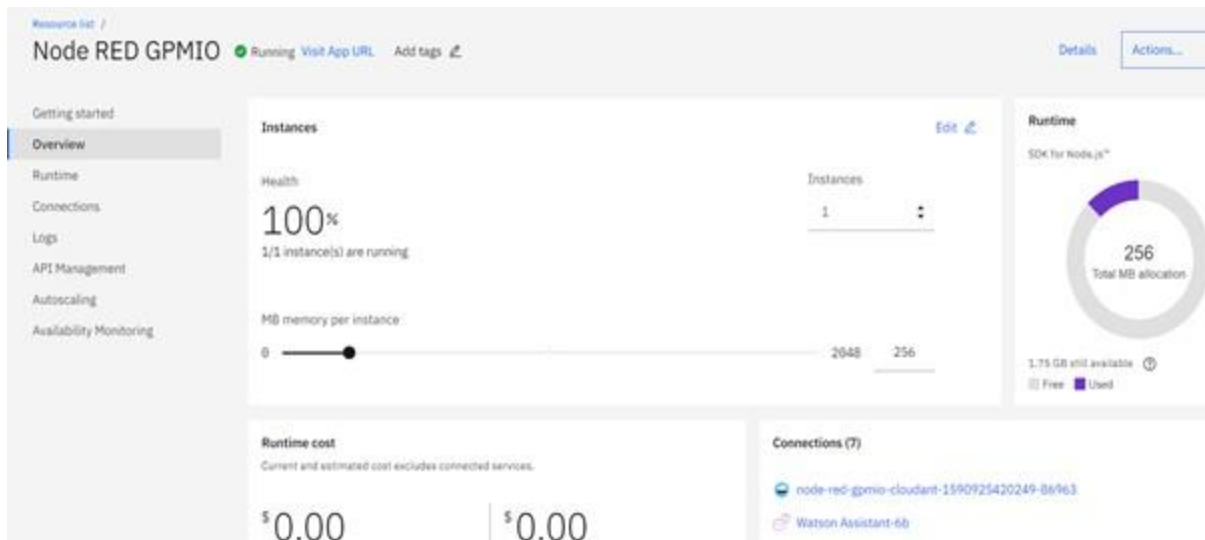 Resource list /
Node RED GPMIO Running Visit App URL Add tags Details Actions...
Getting started
Overview
Runtime
Connections
Logs
API Management
Autoscaling
Availability Monitoring
Instances Edit
Health
100%
1/1 instance(s) are running
Instances
1
MB memory per instance
0 2048 256
Runtime
SDK for Node.js™
256
Total MB allocation
1.75 GB still available
Free Used
Runtime cost
Current and estimated cost excludes connected services.
$0.00 $0.00
Connections (7)
node-red-gpmio-cloudant-1590925420249-86963
Watson Assistant-6b